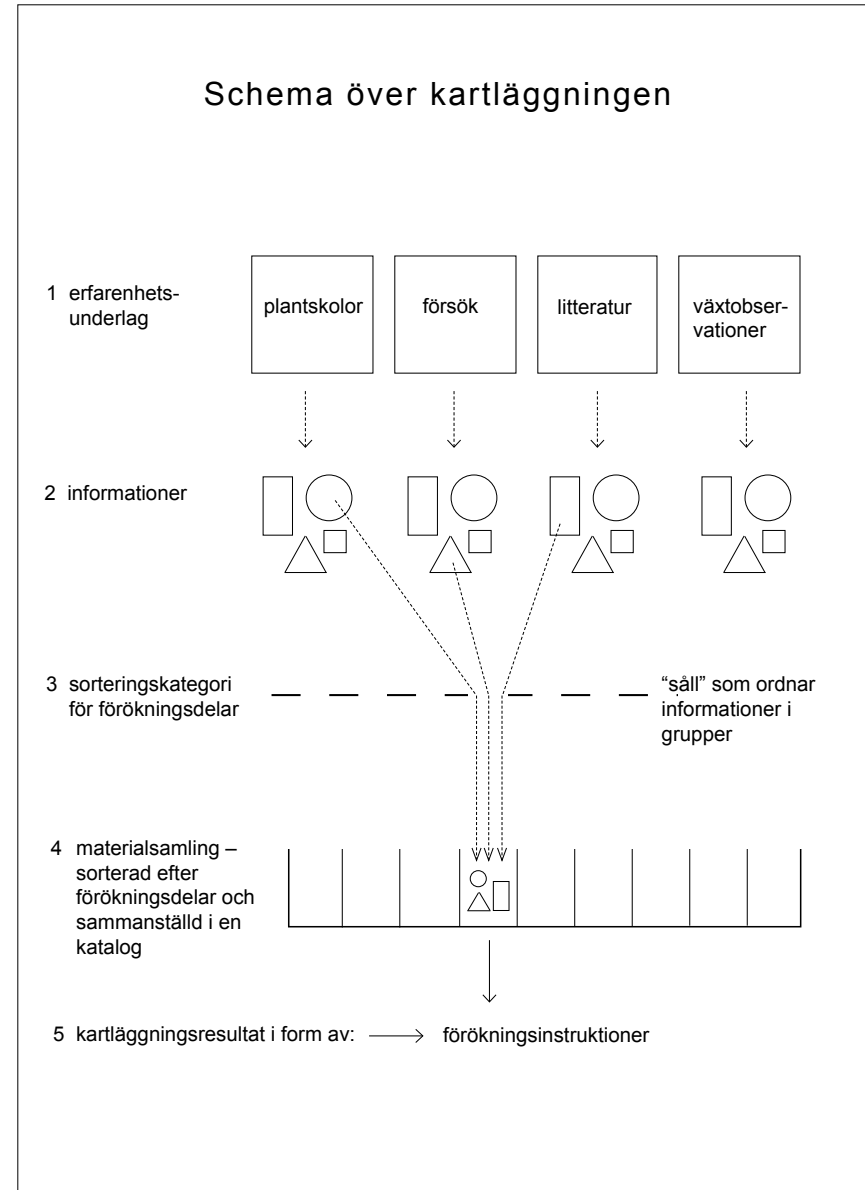 Schema över kartläggningen
1 erfarenhets-
underlag
plantskolor
försök
litteratur
växtobser-
vationer
2 informationer
3 sorteringskategori
för förökningsdelar
“såll” som ordnar
informationer i
grupper
4 materialsamling –
sorterad efter
förökningsdelar och
sammanställd i en
katalog
5 kartläggningsresultat i form av:
förökningsinstruktioner